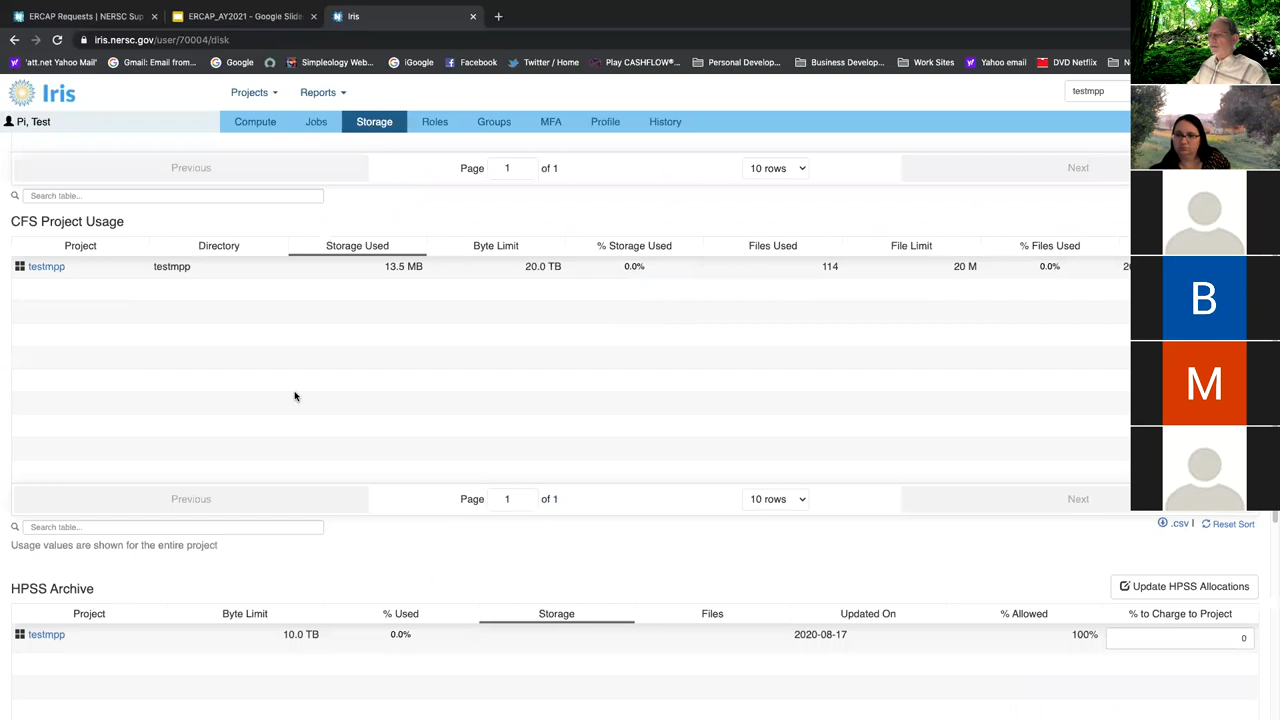 ERCAP Requests | NERSC Sup
ERCAP_AY2021 - Google Slide
Iris
iris.nersc.gov/user/70004/disk
'att.net Yahoo Mail'
Gmail: Email from...
Google
Simpleology Web...
iGoogle
Facebook
Twitter / Home
Play CASHFLOW®...
Personal Develop...
Business Develop...
Work Sites
Yahoo email
DVD Netflix
Iris
Projects
Reports
testmpp
Pi, Test
Compute
Jobs
Storage
Roles
Groups
MFA
Profile
History
Previous
Page 1 of 1
10 rows
Next
Search table...
CFS Project Usage
Project Directory Storage Used Byte Limit % Storage Used Files Used File Limit % Files Used
testmpp testmpp 13.5 MB 20.0 TB 0.0% 114 20 M 0.0% 20
B
M
Previous
Page 1 of 1
10 rows
Next
Search table...
.csv | Reset Sort
Usage values are shown for the entire project
HPSS Archive
Update HPSS Allocations
Project Byte Limit % Used Storage Files Updated On % Allowed % to Charge to Project
testmpp 10.0 TB 0.0% 2020-08-17 100% 0